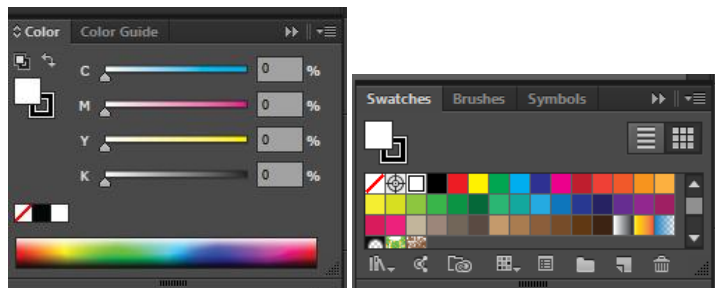 Color Color Guide
C 0 %
M 0 %
Y 0 %
K 0 %
Swatches Brushes Symbols